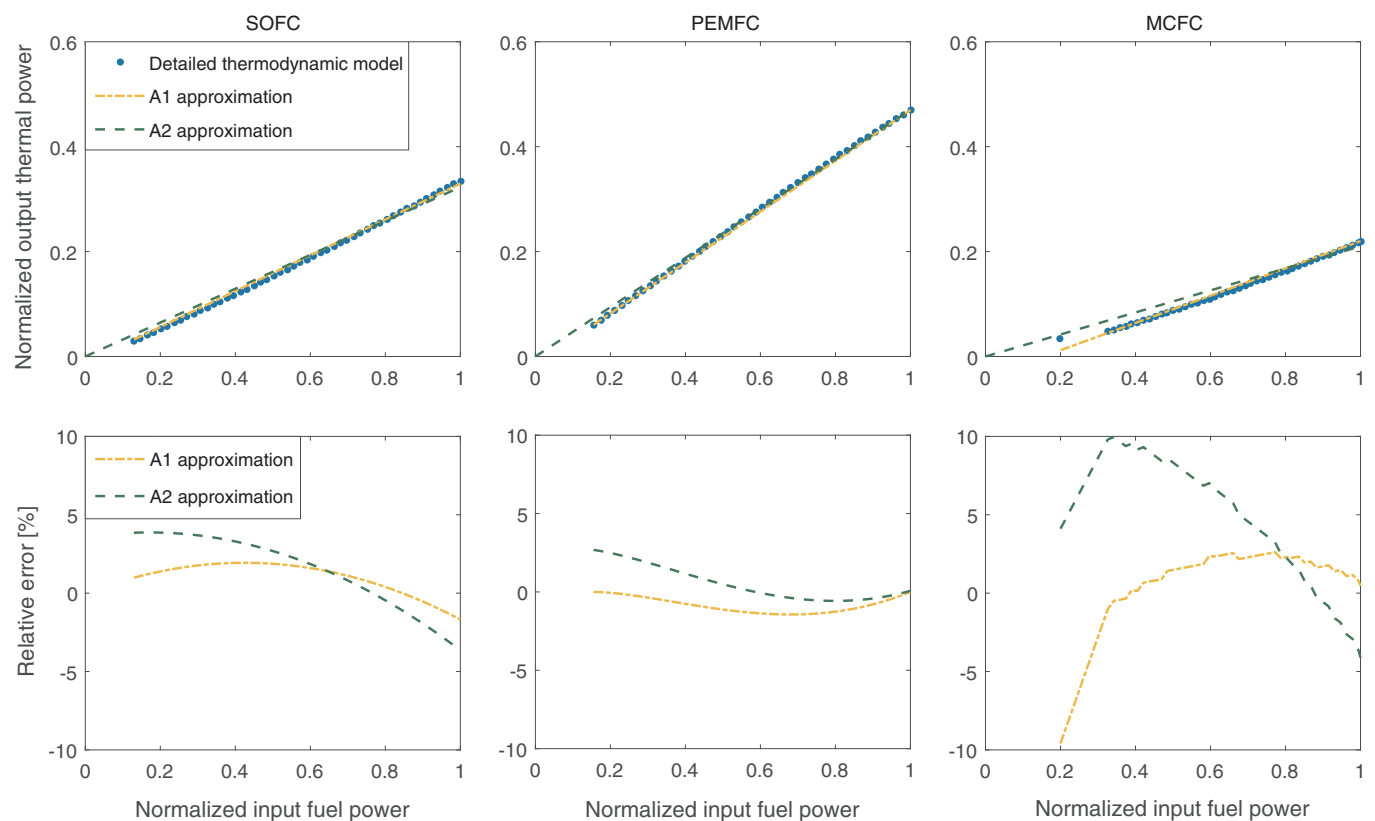 SOFC
PEMFC
MCFC
Normalized output thermal power
0.6
0.4
0.2
0
Detailed thermodynamic model
A1 approximation
A2 approximation
0 0.2 0.4 0.6 0.8 1
0.6
0.4
0.2
0
0 0.2 0.4 0.6 0.8 1
0.6
0.4
0.2
0
0 0.2 0.4 0.6 0.8 1
Relative error [%]
10
5
0
-5
-10
A1 approximation
A2 approximation
0 0.2 0.4 0.6 0.8 1
Normalized input fuel power
10
5
0
-5
-10
0 0.2 0.4 0.6 0.8 1
Normalized input fuel power
10
5
0
-5
-10
0 0.2 0.4 0.6 0.8 1
Normalized input fuel power